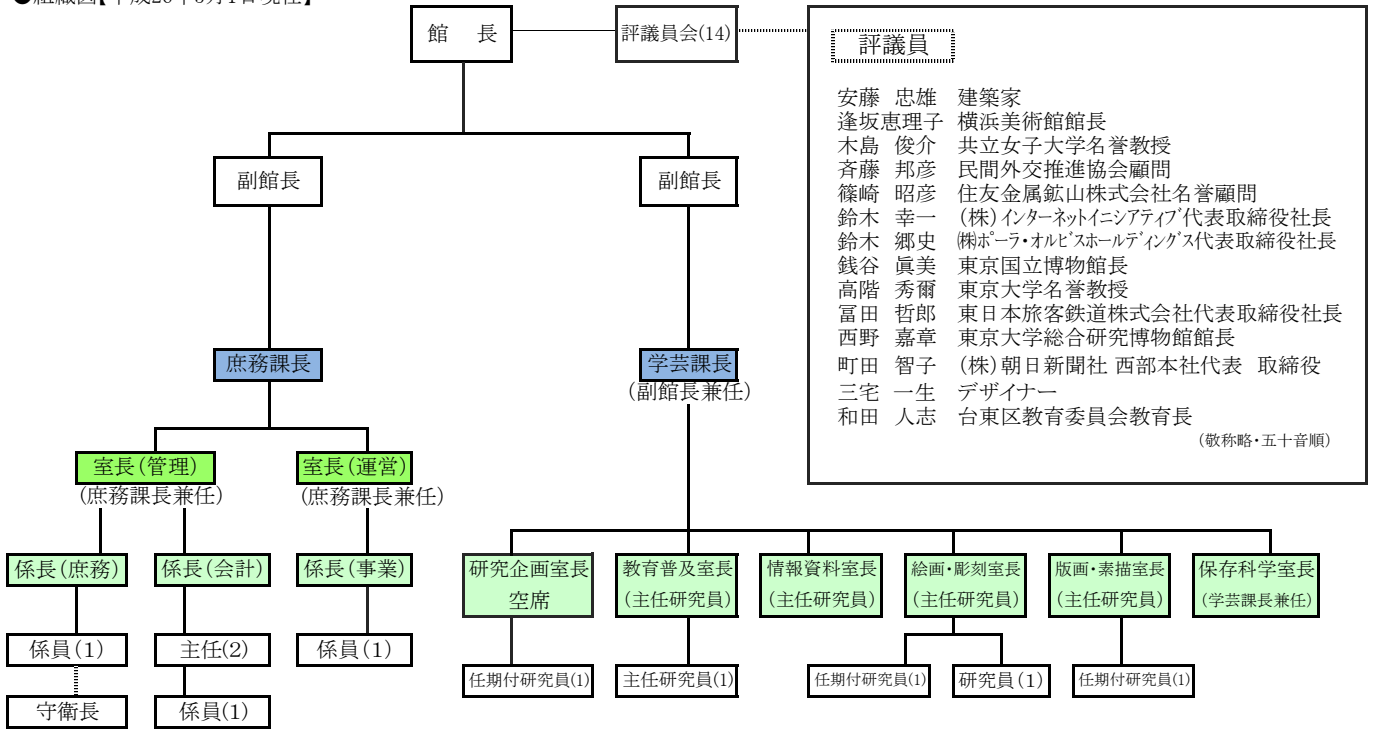 館　長
評議員会(14)
評議員
安藤　忠雄　建築家
逢坂恵理子　横浜美術館館長
木島　俊介　共立女子大学名誉教授
斉藤　邦彦　民間外交推進協会顧問
篠崎　昭彦　住友金属鉱山株式会社名誉顧問
鈴木　幸一　(株)インターネットイニシアティブ代表取締役社長
鈴木　郷史　㈱ポーラ・オルビスホールディングス代表取締役社長
銭谷　眞美　東京国立博物館長
高階　秀爾　東京大学名誉教授
冨田　哲郎　東日本旅客鉄道株式会社代表取締役社長
西野　嘉章　東京大学総合研究博物館館長
町田　智子　(株)朝日新聞社 西部本社代表　取締役
三宅　一生　デザイナー
和田　人志　台東区教育委員会教育長
(敬称略・五十音順)
副館長
副館長
庶務課長
学芸課長
(副館長兼任)
室長(管理)
(庶務課長兼任)
室長(運営)
(庶務課長兼任)
係長(庶務)
係長(会計)
係長(事業)
研究企画室長
空席
教育普及室長
(主任研究員)
情報資料室長
(主任研究員)
絵画・彫刻室長
(主任研究員)
版画・素描室長
(主任研究員)
保存科学室長
(学芸課長兼任)
係員(1)
主任(2)
係員(1)
任期付研究員(1)
主任研究員(1)
任期付研究員(1)
研究員(1)
任期付研究員(1)
守衛長
係員(1)